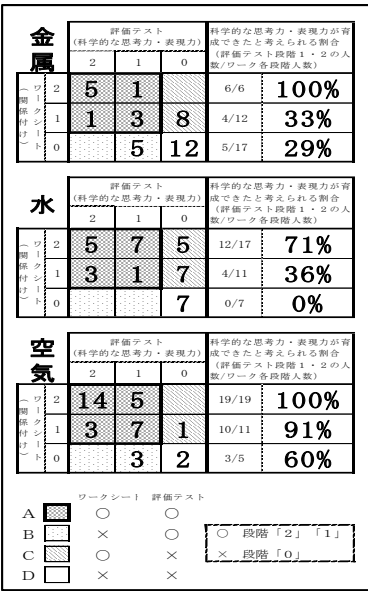 金属
評価テスト
(科学的な思考力・表現力)
科学的な思考力・表現力が育
成できたと考えられる割合
(評価テスト段階1・2の人
数/ワーク各段階人数)
2 1 0
ワークシート
(関係付け)
2 5 1 6/6 100%
1 1 3 8 4/12 33%
0 5 12 5/17 29%
水
評価テスト
(科学的な思考力・表現力)
科学的な思考力・表現力が育
成できたと考えられる割合
(評価テスト段階1・2の人
数/ワーク各段階人数)
2 1 0
ワークシート
(関係付け)
2 5 7 5 12/17 71%
1 3 1 7 4/11 36%
0 7 0/7 0%
空気
評価テスト
(科学的な思考力・表現力)
科学的な思考力・表現力が育
成できたと考えられる割合
(評価テスト段階1・2の人
数/ワーク各段階人数)
2 1 0
ワークシート
(関係付け)
2 14 5 19/19 100%
1 3 7 1 10/11 91%
0 3 2 3/5 60%
ワークシート 評価テスト
A ○ ○
B × ○
C ○ ×
D × ×
○ 段階「2」「1」
× 段階「0」